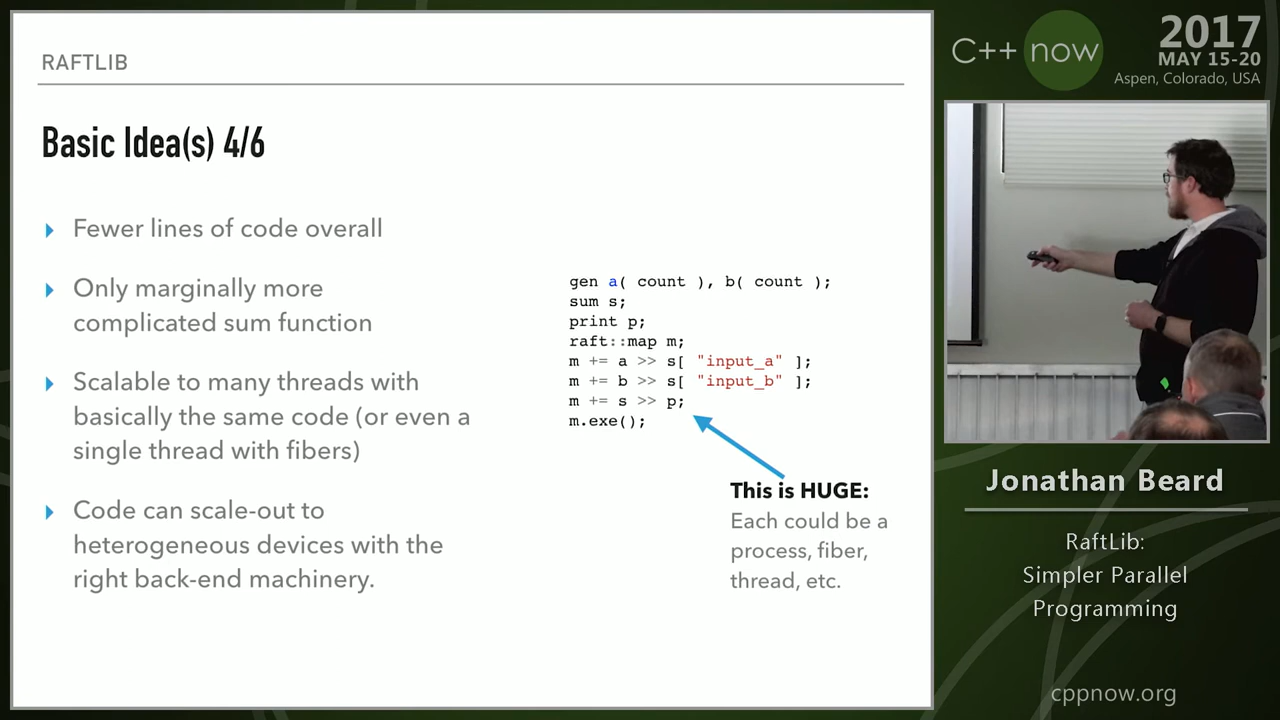 RAFTLIB
Basic Idea(s) 4/6
Fewer lines of code overall
Only marginally more
complicated sum function
Scalable to many threads with
basically the same code (or even a
single thread with fibers)
Code can scale-out to
heterogeneous devices with the
right back-end machinery.
gen a( count ), b( count );
sum s;
print p;
raft::map m;
m += a >> s[ "input_a" ];
m += b >> s[ "input_b" ];
m += s >> p;
m.exe();
This is HUGE:
Each could be a
process, fiber,
thread, etc.
C++ now
2017
MAY 15-20
Aspen, Colorado, USA
Jonathan Beard
RaftLib:
Simpler Parallel
Programming
cppnow.org